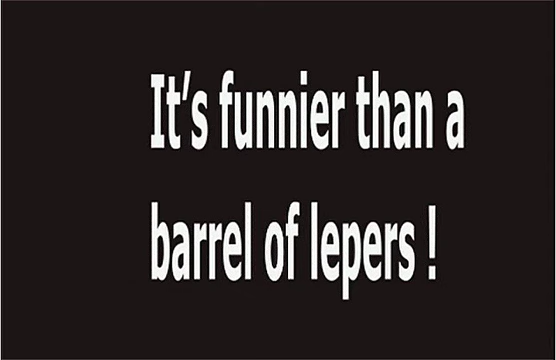 It’s funnier than a
barrel of lepers !